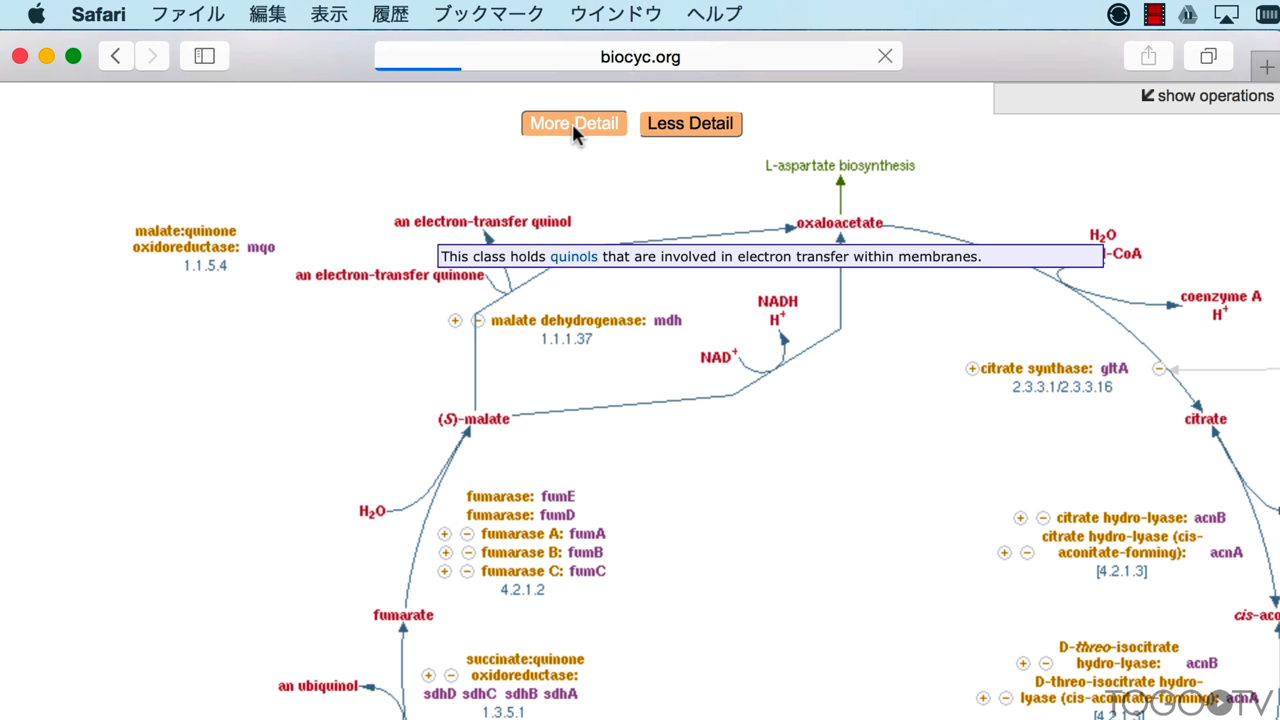 Safari ファイル 編集 表示 履歴 ブックマーク ウインドウ ヘルプ
biocyc.org
show operations
More Detail Less Detail
L-aspartate biosynthesis
malate:quinone
oxidoreductase: mqo
1.1.5.4
an electron-transfer quinol
oxaloacetate
H2O
-CoA
This class holds quinols that are involved in electron transfer within membranes.
an electron-transfer quinone
NADH
H+
coenzyme A
H+
malate dehydrogenase: mdh
1.1.1.37
NAD+
citrate synthase: gltA
2.3.3.1/2.3.3.16
(S)-malate
citrate
H2O
fumarase: fumE
fumarase: fumD
fumarase A: fumA
fumarase B: fumB
fumarase C: fumC
4.2.1.2
citrate hydro-lyase: acnB
citrate hydro-lyase (cis-
aconitate-forming): acnA
[4.2.1.3]
fumarate
cis-aco
succinate:quinone
oxidoreductase:
sdhD sdhC sdhB sdhA
1.3.5.1
an ubiquinol
D-threo-isocitrate
hydro-lyase: acnB
D-threo-isocitrate hydro-
lyase (cis-aconitate-forming): acnA
[4.2.1.3]
TOGOTV